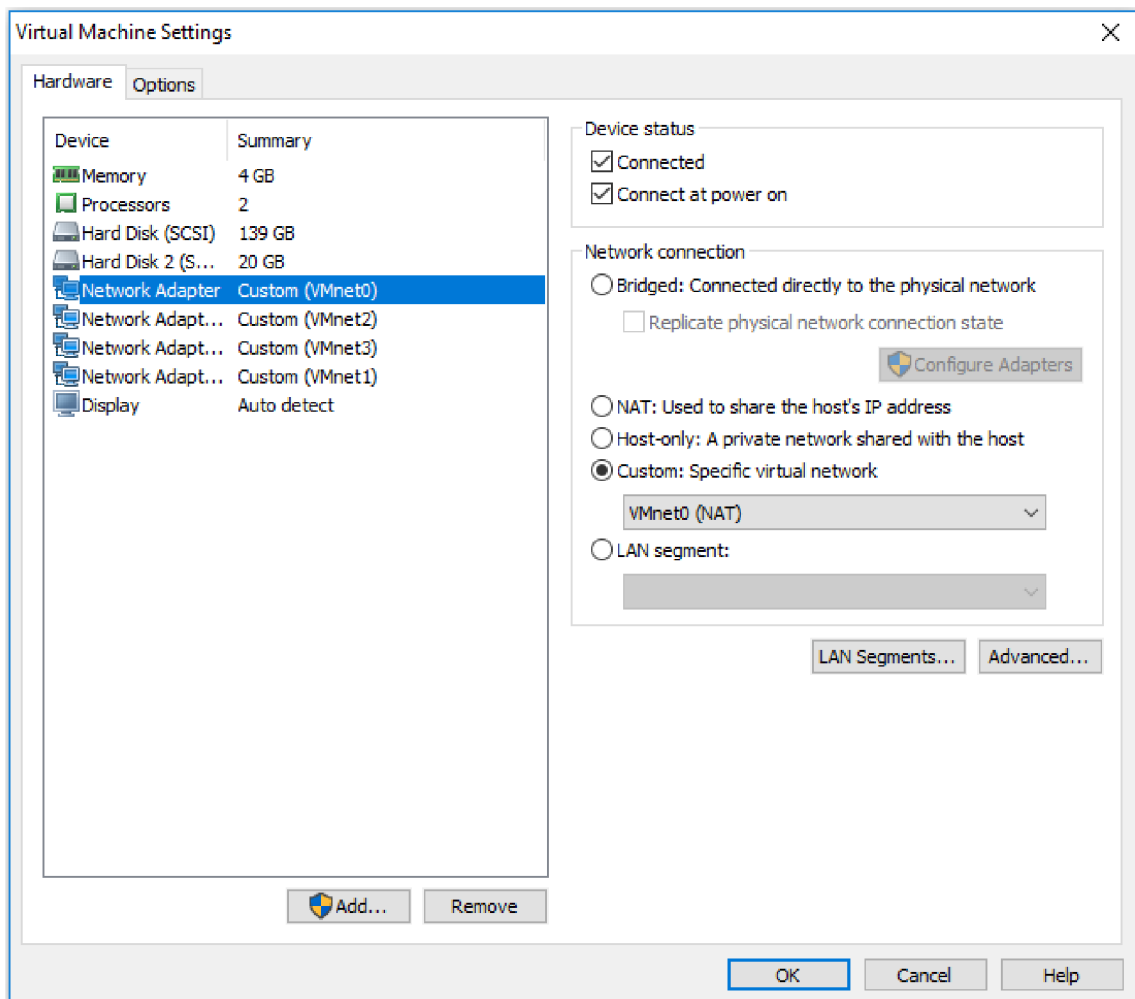 Virtual Machine Settings
Hardware
Options
Device Summary
Memory 4 GB
Processors 2
Hard Disk (SCSI) 139 GB
Hard Disk 2 (S... 20 GB
Network Adapter Custom (VMnet0)
Network Adapt... Custom (VMnet2)
Network Adapt... Custom (VMnet3)
Network Adapt... Custom (VMnet1)
Display Auto detect
Add... Remove
Device status
Connected
Connect at power on
Network connection
Bridged: Connected directly to the physical network
Replicate physical network connection state
Configure Adapters
NAT: Used to share the host's IP address
Host-only: A private network shared with the host
Custom: Specific virtual network
VMnet0 (NAT)
LAN segment:
LAN Segments... Advanced...
OK Cancel Help